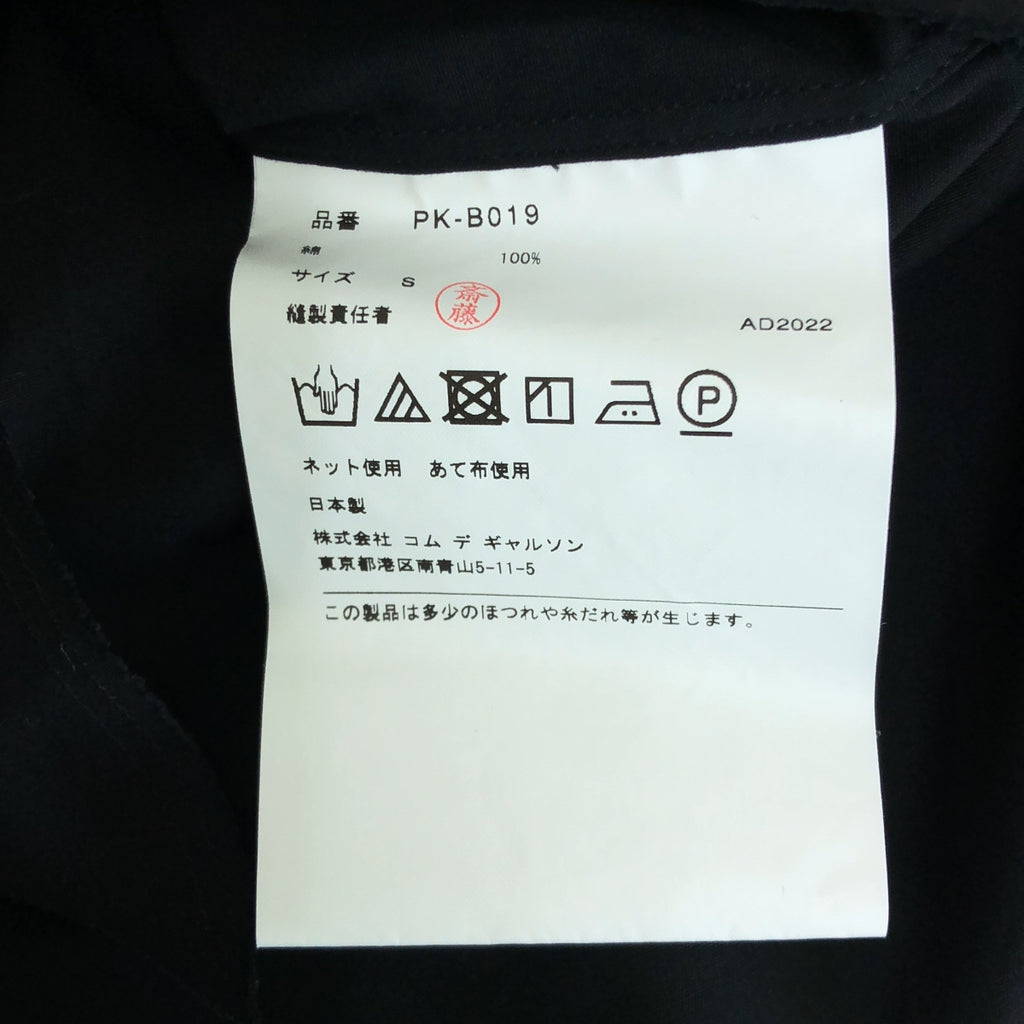 品番 PK-B019
綿 100%
サイズ S
縫製責任者 斎藤
AD2022
P
ネット使用 あて布使用
日本製
株式会社 コム デ ギャルソン
東京都港区南青山5-11-5
この製品は多少のほつれや糸だれ等が生じます。